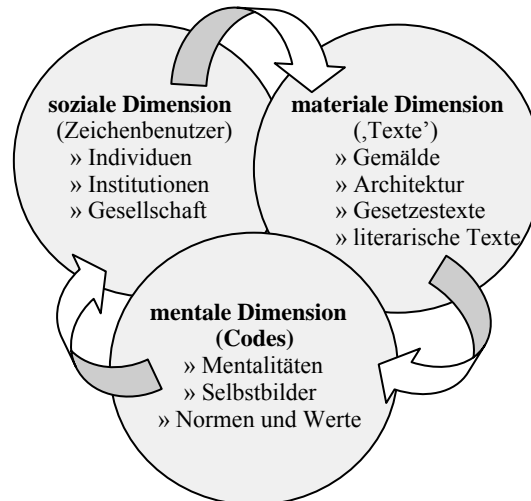 soziale Dimension
(Zeichenbenutzer)
» Individuen
» Institutionen
» Gesellschaft
materiale Dimension
(‚Texte’)
» Gemälde
» Architektur
» Gesetzestexte
» literarische Texte
mentale Dimension
(Codes)
» Mentalitäten
» Selbstbilder
» Normen und Werte